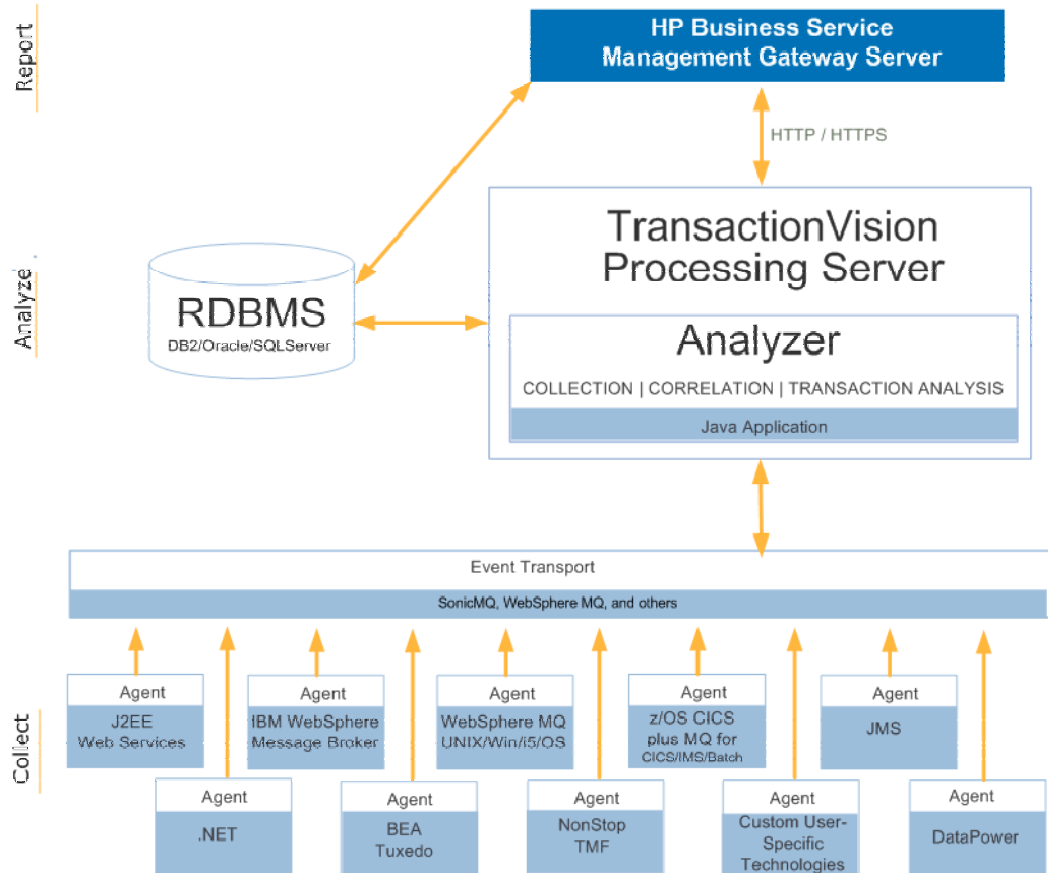 Report
HP Business Service
Management Gateway Server
HTTP / HTTPS
Analyze
RDBMS
DB2/Oracle/SQLServer
TransactionVision
Processing Server
Analyzer
COLLECTION | CORRELATION | TRANSACTION ANALYSIS
Java Application
Event Transport
SonicMQ, WebSphere MQ, and others
Collect
Agent
J2EE
Web Services
Agent
IBM WebSphere
Message Broker
Agent
WebSphere MQ
UNIX/Win/i5/OS
Agent
z/OS CICS
plus MQ for
CICS/IMS/Batch
Agent
JMS
Agent
.NET
Agent
BEA
Tuxedo
Agent
NonStop
TMF
Agent
Custom User-
Specific
Technologies
Agent
DataPower